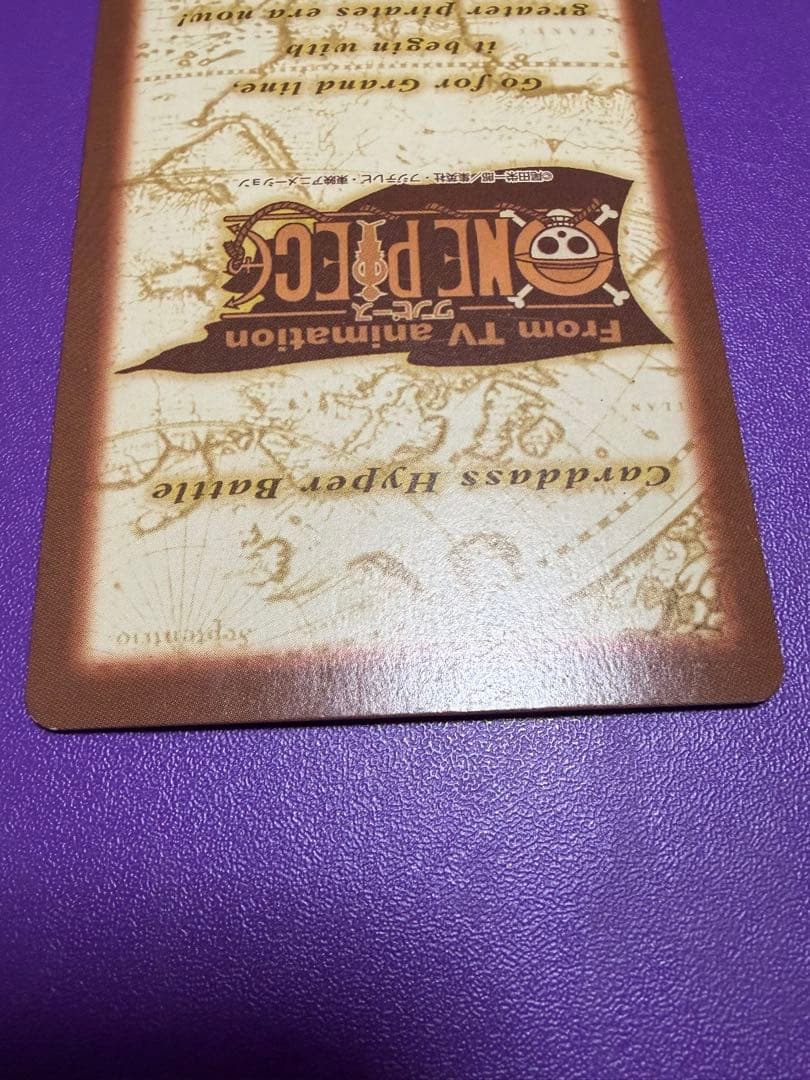 Septentrio
Carddass Hyper Battle
From TV animation
ワンピース
ONE PIECE
©尾田栄一郎／集英社・フジテレビ・東映アニメーション
Go for Grand line,
it begin with
greater pirates era now!